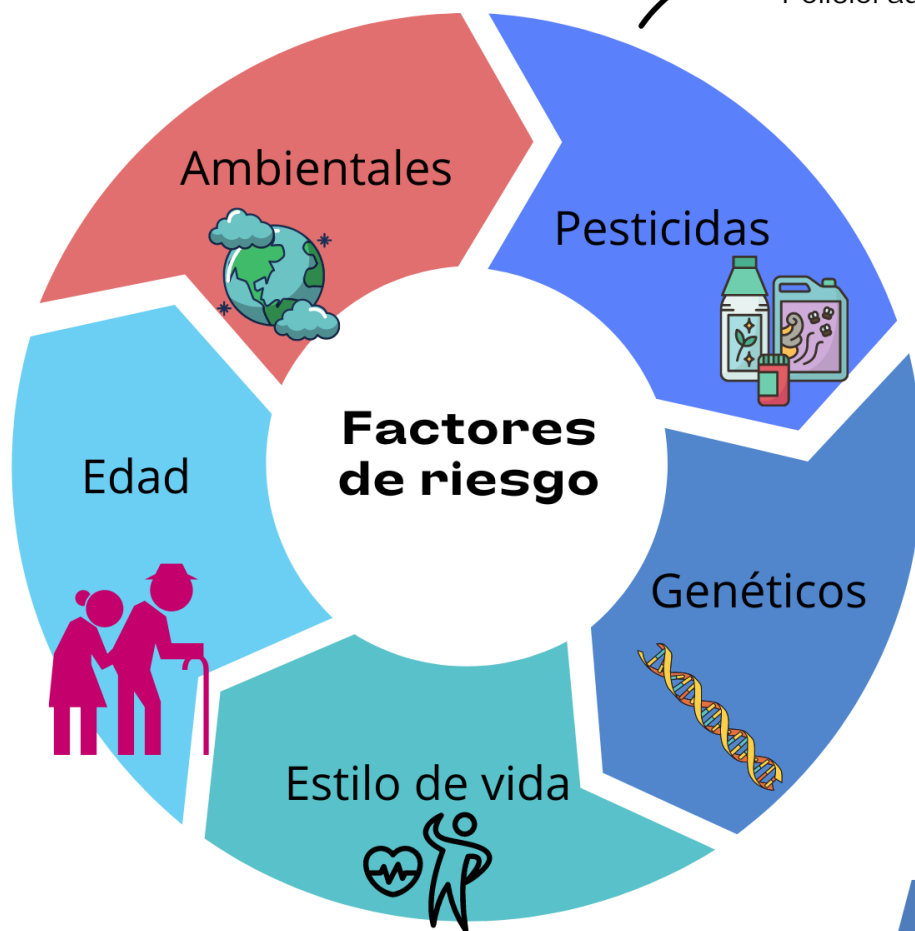 Ambientales
Pesticidas
Factores
de riesgo
Edad
Genéticos
Estilo de vida